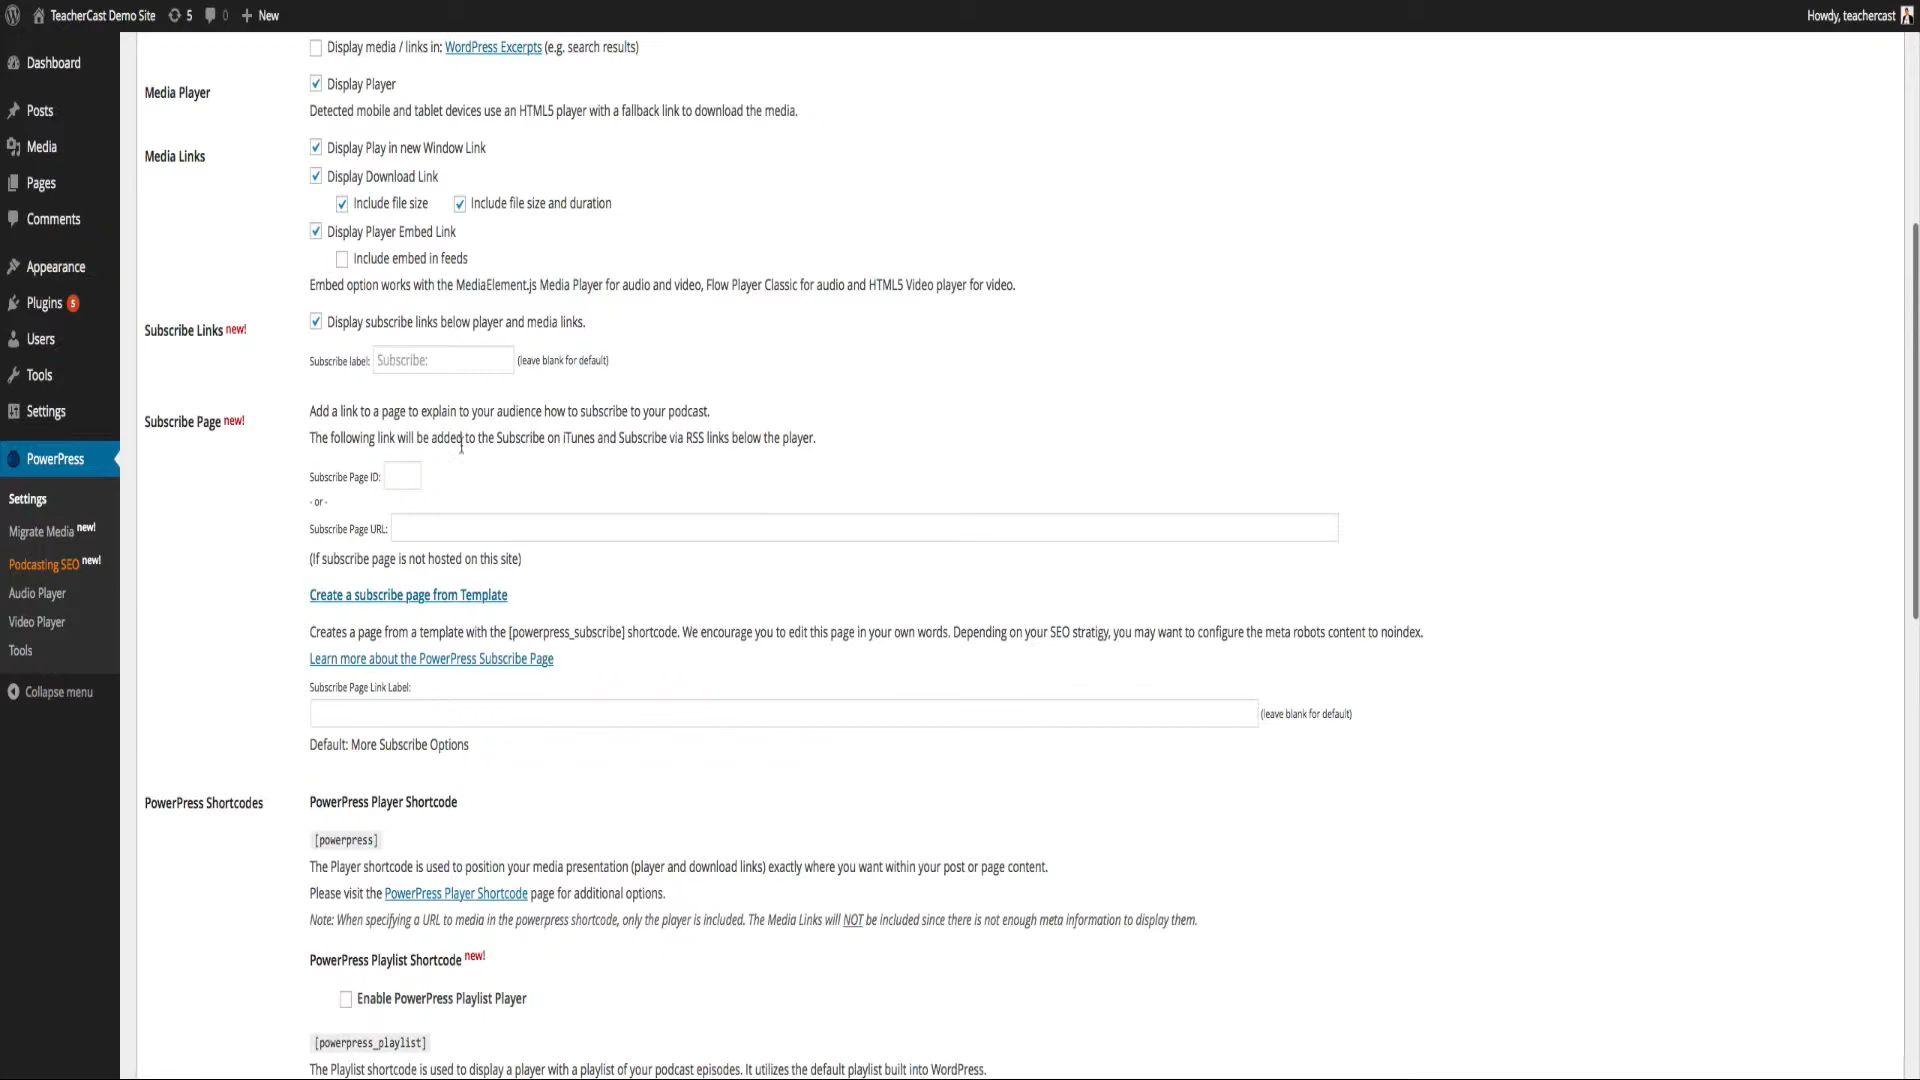 TeacherCast Demo Site 5 0 New Howdy, teachercast
Dashboard
Posts
Media
Pages
Comments
Appearance
Plugins 5
Users
Tools
Settings
PowerPress
Settings
Migrate Media new!
Podcasting SEO new!
Audio Player
Video Player
Tools
Collapse menu
Display media / links in: WordPress Excerpts (e.g. search results)
Media Player
Display Player
Detected mobile and tablet devices use an HTML5 player with a fallback link to download the media.
Media Links
Display Play in new Window Link
Display Download Link
Include file size Include file size and duration
Display Player Embed Link
Include embed in feeds
Embed option works with the MediaElement.js Media Player for audio and video, Flow Player Classic for audio and HTML5 Video player for video.
Subscribe Links new!
Display subscribe links below player and media links.
Subscribe label: Subscribe: (leave blank for default)
Subscribe Page new!
Add a link to a page to explain to your audience how to subscribe to your podcast.
The following link will be added to the Subscribe on iTunes and Subscribe via RSS links below the player.
Subscribe Page ID:
- or -
Subscribe Page URL:
(If subscribe page is not hosted on this site)
Create a subscribe page from Template
Creates a page from a template with the [powerpress_subscribe] shortcode. We encourage you to edit this page in your own words. Depending on your SEO stratigy, you may want to configure the meta robots content to noindex.
Learn more about the PowerPress Subscribe Page
Subscribe Page Link Label:
(leave blank for default)
Default: More Subscribe Options
PowerPress Shortcodes
PowerPress Player Shortcode
[powerpress]
The Player shortcode is used to position your media presentation (player and download links) exactly where you want within your post or page content.
Please visit the PowerPress Player Shortcode page for additional options.
Note: When specifying a URL to media in the powerpress shortcode, only the player is included. The Media Links will NOT be included since there is not enough meta information to display them.
PowerPress Playlist Shortcode new!
Enable PowerPress Playlist Player
[powerpress_playlist]
The Playlist shortcode is used to display a player with a playlist of your podcast episodes. It utilizes the default playlist built into WordPress.